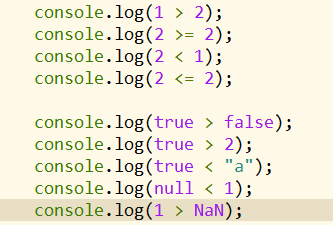 console.log(1 > 2);
console.log(2 >= 2);
console.log(2 < 1);
console.log(2 <= 2);
console.log(true > false);
console.log(true > 2);
console.log(true < "a");
console.log(null < 1);
console.log(1 > NaN);